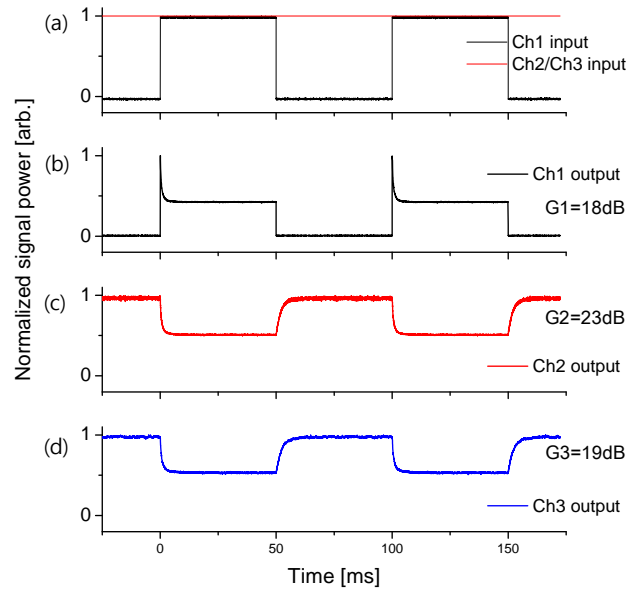 Normalized signal power [arb.]
(a)
1
0
Ch1 input
Ch2/Ch3 input
(b)
1
0
Ch1 output
G1=18dB
(c)
1
0
G2=23dB
Ch2 output
(d)
1
0
G3=19dB
Ch3 output
0 50 100 150
Time [ms]